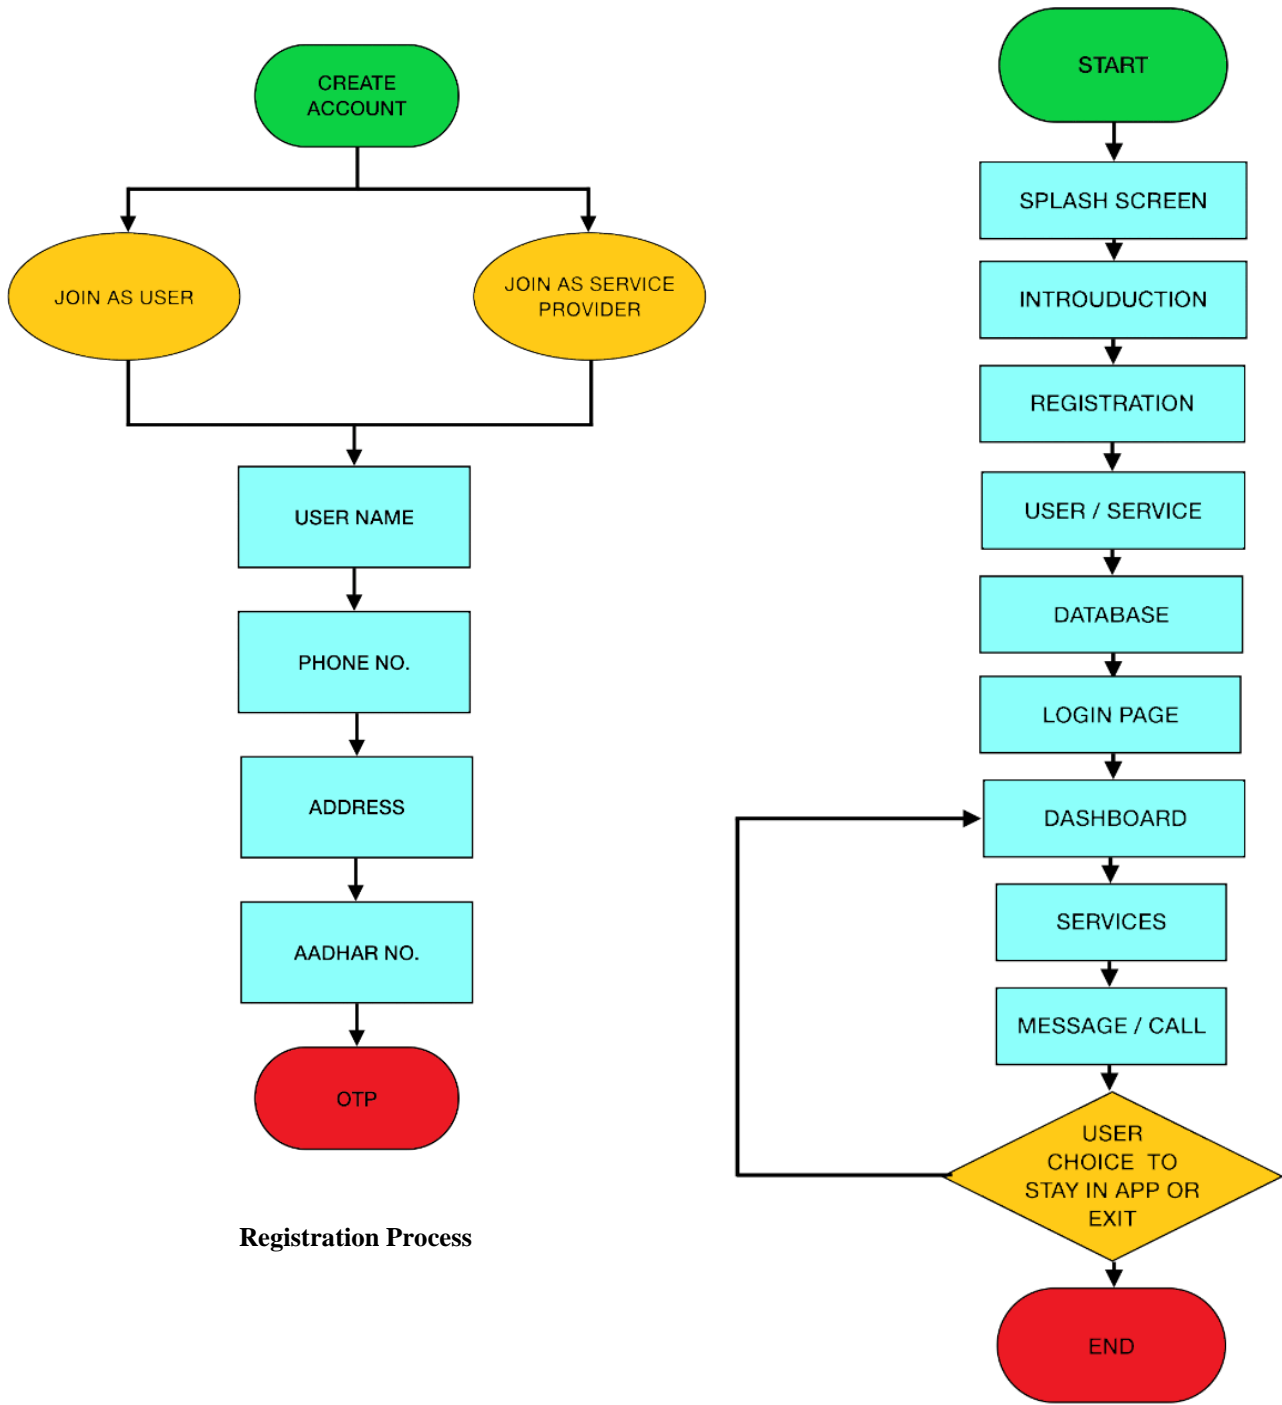 CREATE
ACCOUNT
JOIN AS USER
JOIN AS SERVICE
PROVIDER
USER NAME
PHONE NO.
ADDRESS
AADHAR NO.
OTP
Registration Process
START
SPLASH SCREEN
INTROUDUCTION
REGISTRATION
USER / SERVICE
DATABASE
LOGIN PAGE
DASHBOARD
SERVICES
MESSAGE / CALL
USER
CHOICE TO
STAY IN APP OR
EXIT
END